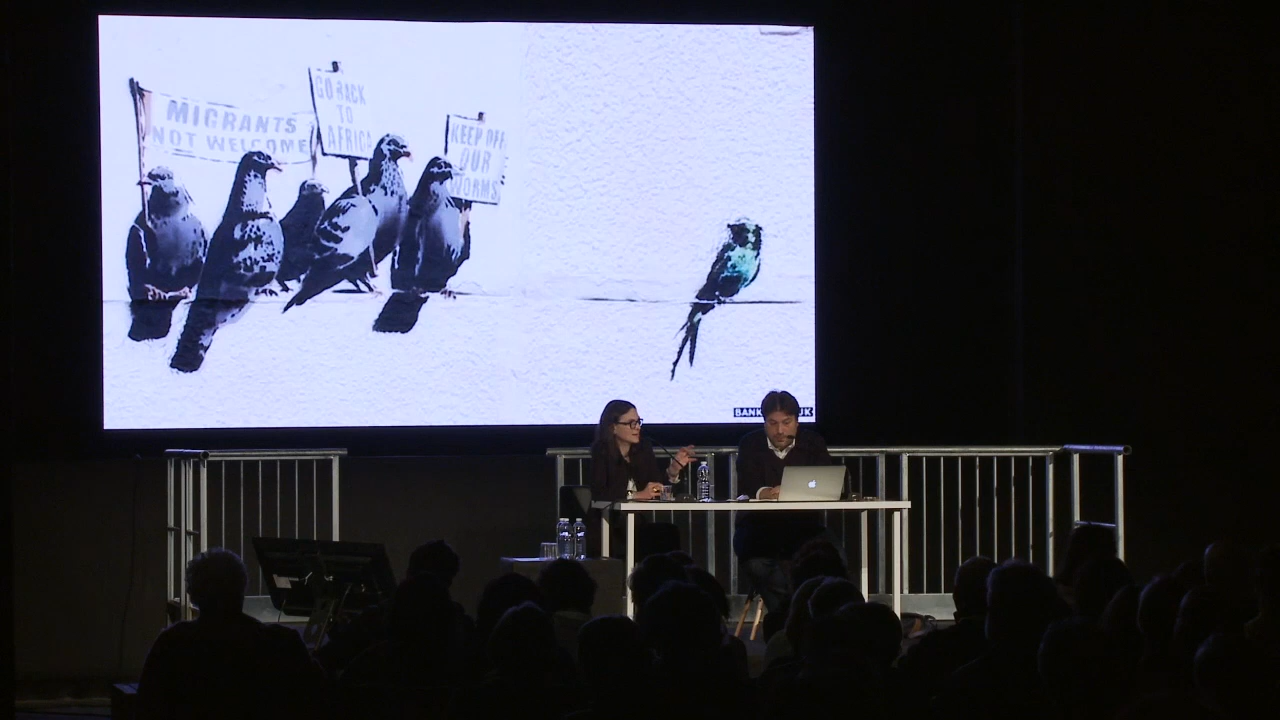 MIGRANTS
NOT WELCOME
GO BACK
TO
AFRICA
KEEP OFF
OUR
WORMS